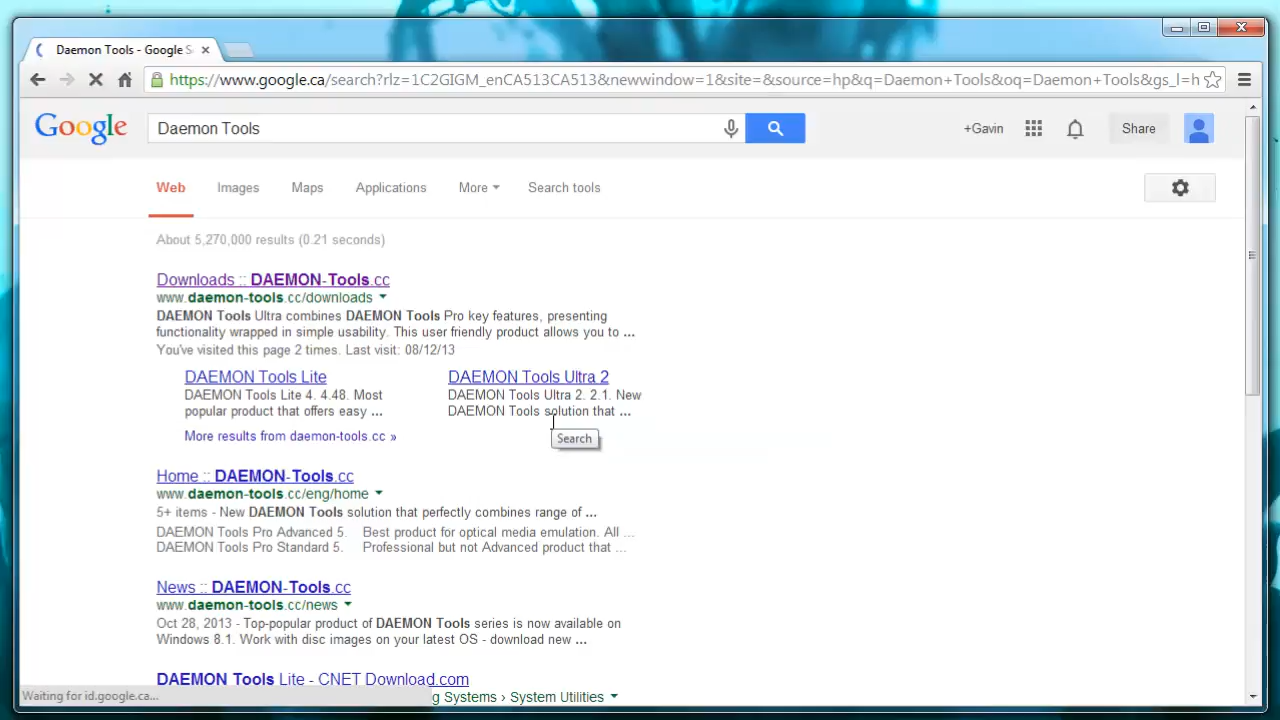 Daemon Tools - Google S
https://www.google.ca/search?rlz=1C2GIGM_enCA513CA513&newwindow=1&site=&source=hp&q=Daemon+Tools&oq=Daemon+Tools&gs_l=h
Google
Daemon Tools
+Gavin
Share
Web
Images
Maps
Applications
More
Search tools
About 5,270,000 results (0.21 seconds)
Downloads :: DAEMON-Tools.cc
www.daemon-tools.cc/downloads
DAEMON Tools Ultra combines DAEMON Tools Pro key features, presenting
functionality wrapped in simple usability. This user friendly product allows you to ...
You've visited this page 2 times. Last visit: 08/12/13
DAEMON Tools Lite
DAEMON Tools Lite 4. 4.48. Most
popular product that offers easy ...
DAEMON Tools Ultra 2
DAEMON Tools Ultra 2. 2.1. New
DAEMON Tools solution that ...
More results from daemon-tools.cc »
Search
Home :: DAEMON-Tools.cc
www.daemon-tools.cc/eng/home
5+ items - New DAEMON Tools solution that perfectly combines range of ...
DAEMON Tools Pro Advanced 5. Best product for optical media emulation. All ...
DAEMON Tools Pro Standard 5. Professional but not Advanced product that ...
News :: DAEMON-Tools.cc
www.daemon-tools.cc/news
Oct 28, 2013 - Top-popular product of DAEMON Tools series is now available on
Windows 8.1. Work with disc images on your latest OS - download new ...
DAEMON Tools Lite - CNET Download.com
g Systems › System Utilities
Waiting for id.google.ca...